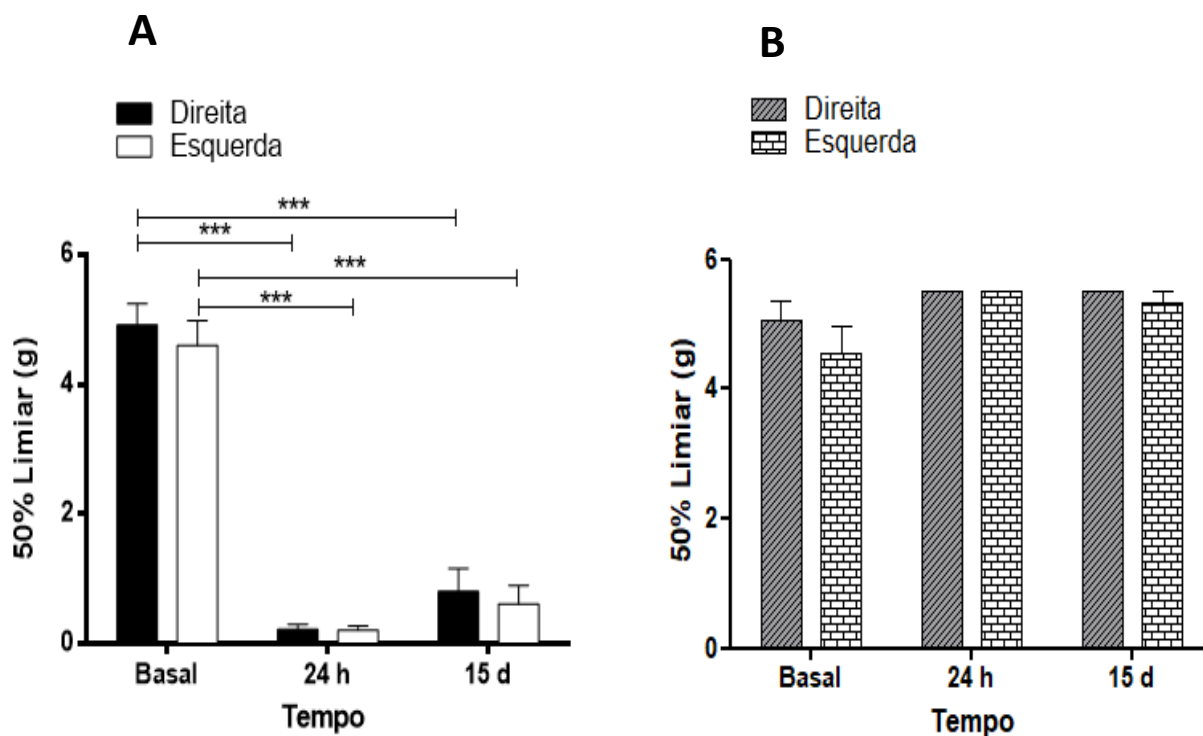 A
Direita
Esquerda
***
***
***
***
50% Limiar (g)
6
4
2
0
Basal
24 h
15 d
Tempo
B
Direita
Esquerda
50% Limiar (g)
6
4
2
0
Basal
24 h
15 d
Tempo